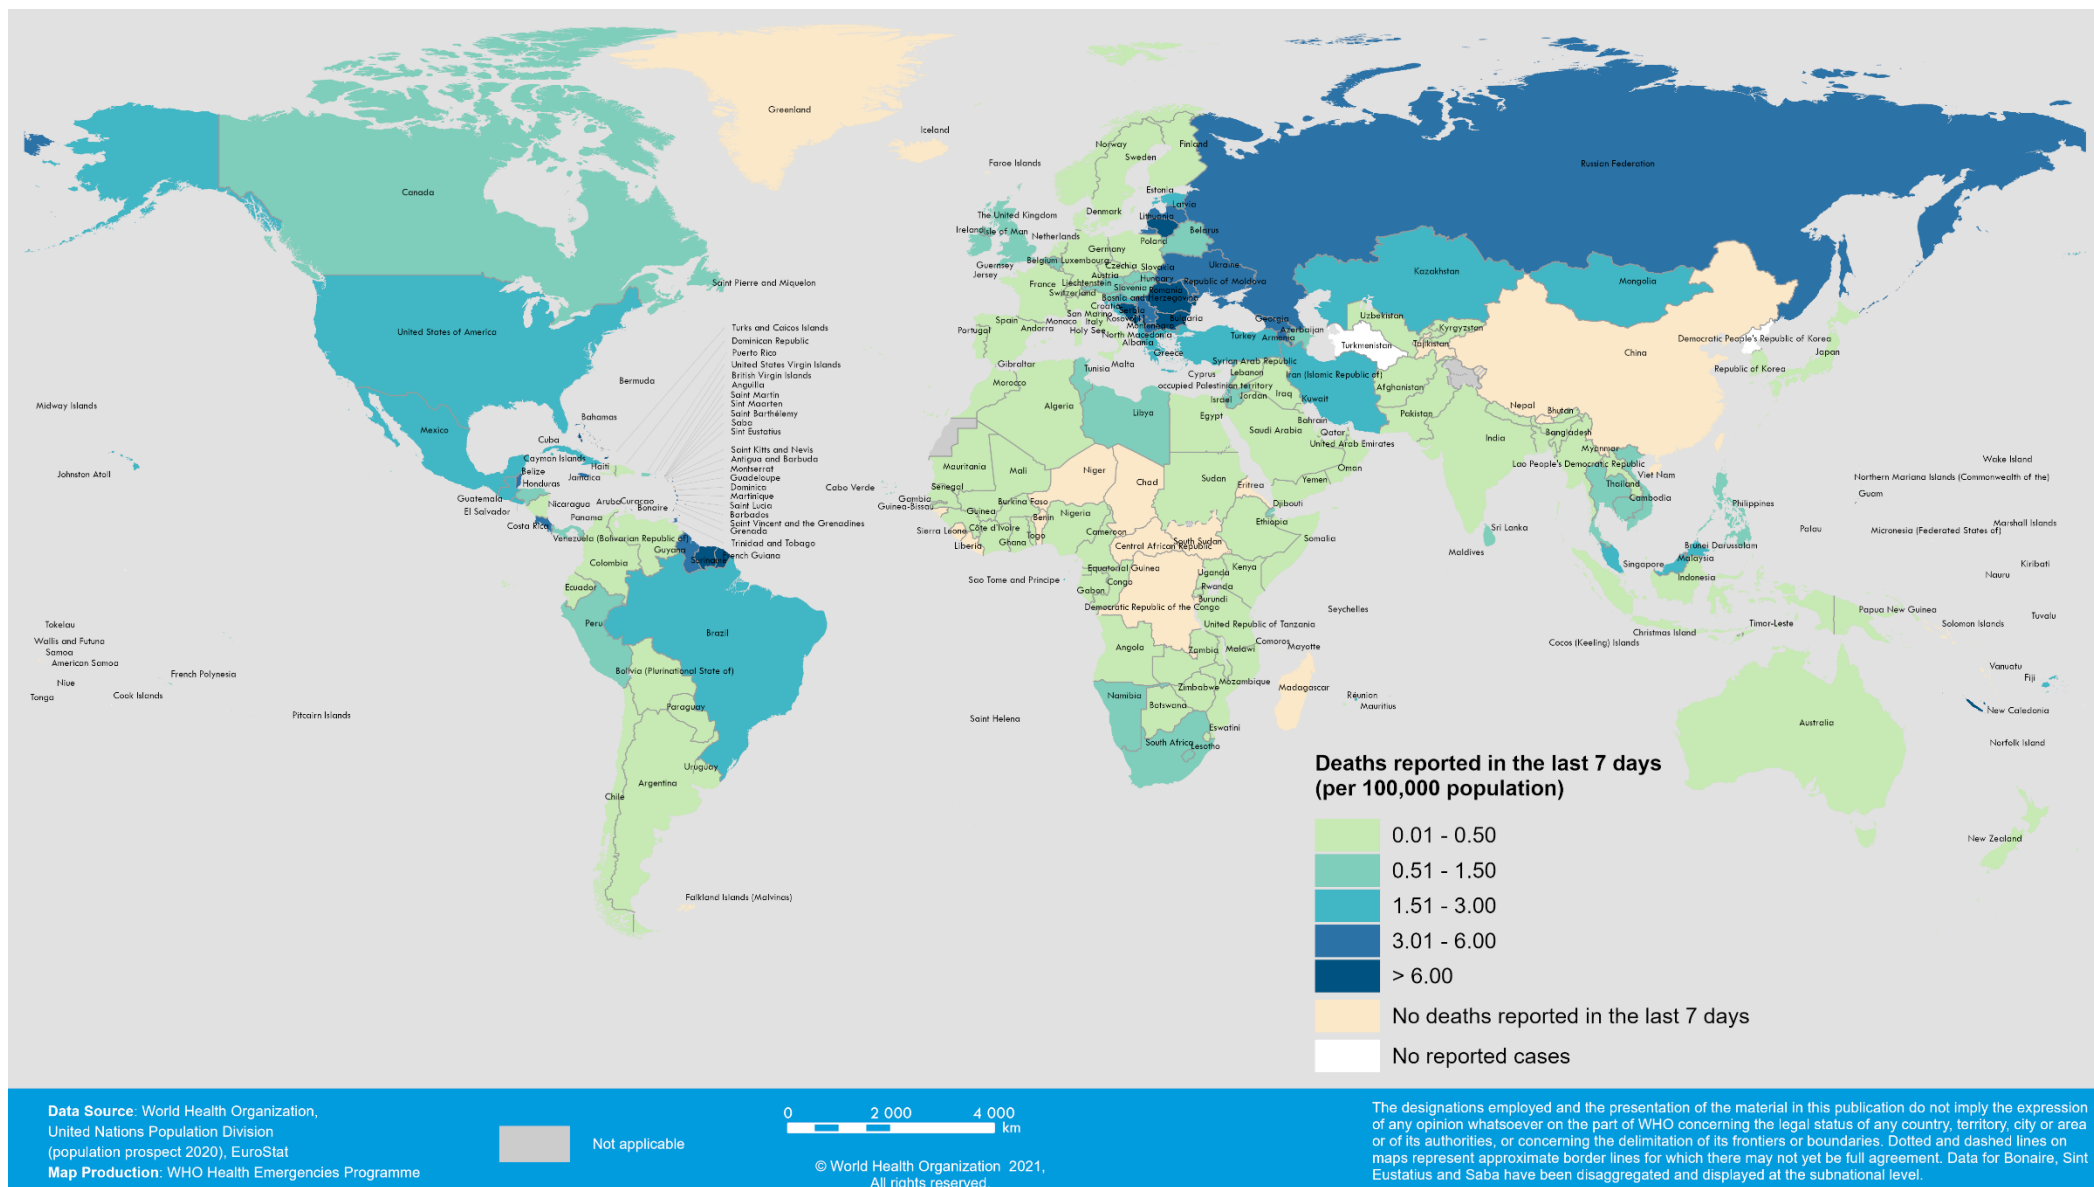 Greenland
Iceland
Faroe Islands
Norway
Sweden
Finland
Russian Federation
Canada
Estonia
Latvia
Lithuania
Denmark
The United Kingdom
Ireland
Isle of Man
Netherlands
Belarus
Poland
Germany
Belgium
Luxembourg
Guernsey
Jersey
Czechia
Slovakia
Ukraine
Austria
Hungary
Republic of Moldova
France
Liechtenstein
Switzerland
Slovenia
Romania
Bosnia and Herzegovina
Croatia
Serbia
San Marino
Kosovo
Bulgaria
Monaco
Italy
Montenegro
Spain
Andorra
Holy See
North Macedonia
Portugal
Albania
Greece
Turkey
Georgia
Azerbaijan
Armenia
Kazakhstan
Mongolia
Uzbekistan
Kyrgyzstan
Turkmenistan
Tajikistan
China
Democratic People's Republic of Korea
Japan
Republic of Korea
Saint Pierre and Miquelon
United States of America
Turks and Caicos Islands
Dominican Republic
Puerto Rico
United States Virgin Islands
British Virgin Islands
Anguilla
Saint Martin
Sint Maarten
Saint Barthélemy
Saba
Sint Eustatius
Saint Kitts and Nevis
Antigua and Barbuda
Montserrat
Guadeloupe
Dominica
Martinique
Saint Lucia
Barbados
Saint Vincent and the Grenadines
Grenada
Trinidad and Tobago
Bermuda
Midway Islands
Bahamas
Mexico
Cuba
Cayman Islands
Haiti
Jamaica
Belize
Honduras
Johnston Atoll
Guatemala
El Salvador
Nicaragua
Aruba
Curacao
Bonaire
Costa Rica
Panama
Venezuela (Bolivarian Republic of)
Guyana
Suriname
French Guiana
Colombia
Ecuador
Peru
Brazil
Bolivia (Plurinational State of)
Paraguay
Uruguay
Argentina
Chile
Falkland Islands (Malvinas)
Tokelau
Wallis and Futuna
Samoa
American Samoa
Niue
Tonga
Cook Islands
French Polynesia
Pitcairn Islands
Gibraltar
Tunisia
Malta
Cyprus
Syrian Arab Republic
Lebanon
Iran (Islamic Republic of)
occupied Palestinian territory
Israel
Jordan
Iraq
Kuwait
Afghanistan
Morocco
Algeria
Libya
Egypt
Saudi Arabia
Bahrain
Qatar
United Arab Emirates
Pakistan
Nepal
Bhutan
India
Bangladesh
Myanmar
Lao People's Democratic Republic
Viet Nam
Thailand
Cambodia
Philippines
Oman
Yemen
Mauritania
Mali
Niger
Chad
Sudan
Eritrea
Djibouti
Cabo Verde
Senegal
Gambia
Guinea-Bissau
Guinea
Burkina Faso
Benin
Nigeria
Ethiopia
Somalia
Sierra Leone
Côte d'Ivoire
Liberia
Ghana
Togo
Cameroon
Central African Republic
South Sudan
Equatorial Guinea
Uganda
Kenya
Sao Tome and Principe
Gabon
Congo
Rwanda
Burundi
Democratic Republic of the Congo
United Republic of Tanzania
Seychelles
Angola
Zambia
Malawi
Comoros
Mayotte
Mozambique
Zimbabwe
Madagascar
Réunion
Mauritius
Namibia
Botswana
Eswatini
South Africa
Lesotho
Saint Helena
Sri Lanka
Maldives
Brunei Darussalam
Malaysia
Singapore
Indonesia
Wake Island
Northern Mariana Islands (Commonwealth of the)
Guam
Palau
Micronesia (Federated States of)
Marshall Islands
Kiribati
Nauru
Papua New Guinea
Tuvalu
Solomon Islands
Timor-Leste
Christmas Island
Cocos (Keeling) Islands
Vanuatu
Fiji
New Caledonia
Australia
Norfolk Island
New Zealand
Deaths reported in the last 7 days
(per 100,000 population)
0.01 - 0.50
0.51 - 1.50
1.51 - 3.00
3.01 - 6.00
> 6.00
No deaths reported in the last 7 days
No reported cases
Data Source: World Health Organization,
United Nations Population Division
(population prospect 2020), EuroStat
Map Production: WHO Health Emergencies Programme
Not applicable
0 2 000 4 000
km
© World Health Organization 2021,
All rights reserved.
The designations employed and the presentation of the material in this publication do not imply the expression
of any opinion whatsoever on the part of WHO concerning the legal status of any country, territory, city or area
or of its authorities, or concerning the delimitation of its frontiers or boundaries. Dotted and dashed lines on
maps represent approximate border lines for which there may not yet be full agreement. Data for Bonaire, Sint
Eustatius and Saba have been disaggregated and displayed at the subnational level.